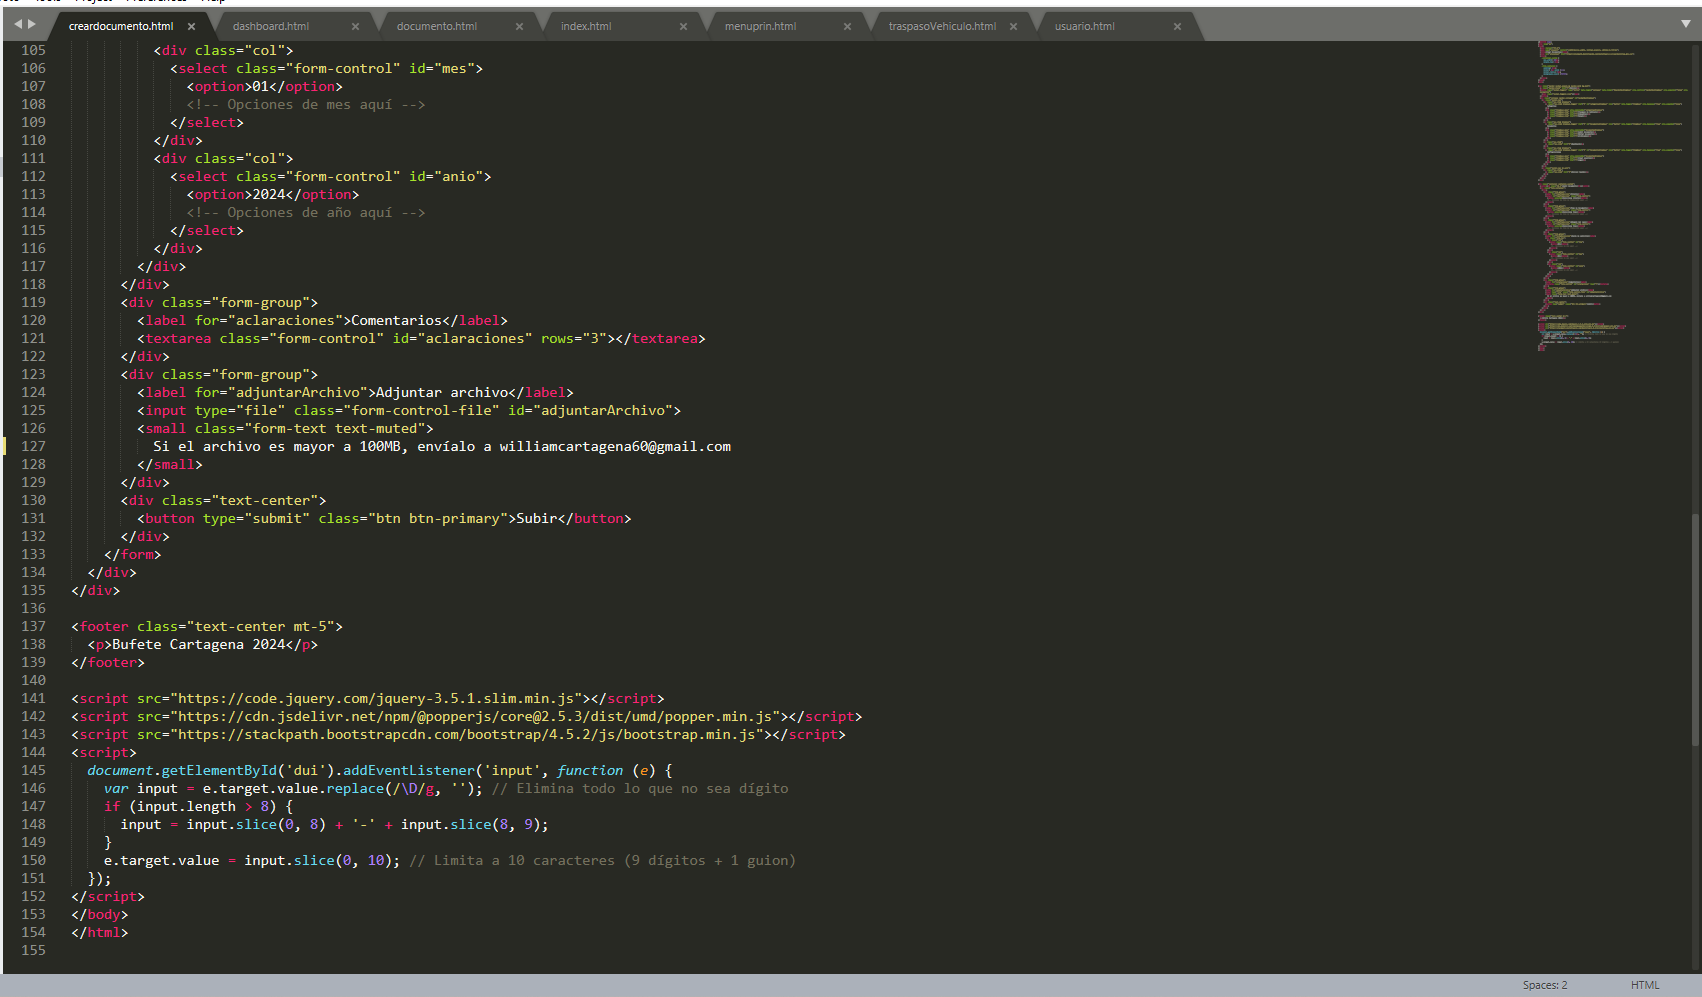 Project Preferences Help
creardocumento.html × dashboard.html × documento.html × index.html × menuprin.html × traspasoVehiculo.html × usuario.html ×
105 <div class="col">
106 <select class="form-control" id="mes">
107 <option>01</option>
108 <!-- Opciones de mes aquí -->
109 </select>
110 </div>
111 <div class="col">
112 <select class="form-control" id="anio">
113 <option>2024</option>
114 <!-- Opciones de año aquí -->
115 </select>
116 </div>
117 </div>
118 </div>
119 <div class="form-group">
120 <label for="aclaraciones">Comentarios</label>
121 <textarea class="form-control" id="aclaraciones" rows="3"></textarea>
122 </div>
123 <div class="form-group">
124 <label for="adjuntarArchivo">Adjuntar archivo</label>
125 <input type="file" class="form-control-file" id="adjuntarArchivo">
126 <small class="form-text text-muted">
127 Si el archivo es mayor a 100MB, envíalo a williamcartagena60@gmail.com
128 </small>
129 </div>
130 <div class="text-center">
131 <button type="submit" class="btn btn-primary">Subir</button>
132 </div>
133 </form>
134 </div>
135 </div>
136
137 <footer class="text-center mt-5">
138 <p>Bufete Cartagena 2024</p>
139 </footer>
140
141 <script src="https://code.jquery.com/jquery-3.5.1.slim.min.js"></script>
142 <script src="https://cdn.jsdelivr.net/npm/@popperjs/core@2.5.3/dist/umd/popper.min.js"></script>
143 <script src="https://stackpath.bootstrapcdn.com/bootstrap/4.5.2/js/bootstrap.min.js"></script>
144 <script>
145 document.getElementById('dui').addEventListener('input', function (e) {
146 var input = e.target.value.replace(/\D/g, ''); // Elimina todo lo que no sea dígito
147 if (input.length > 8) {
148 input = input.slice(0, 8) + '-' + input.slice(8, 9);
149 }
150 e.target.value = input.slice(0, 10); // Limita a 10 caracteres (9 dígitos + 1 guion)
151 });
152 </script>
153 </body>
154 </html>
155
Spaces: 2 HTML